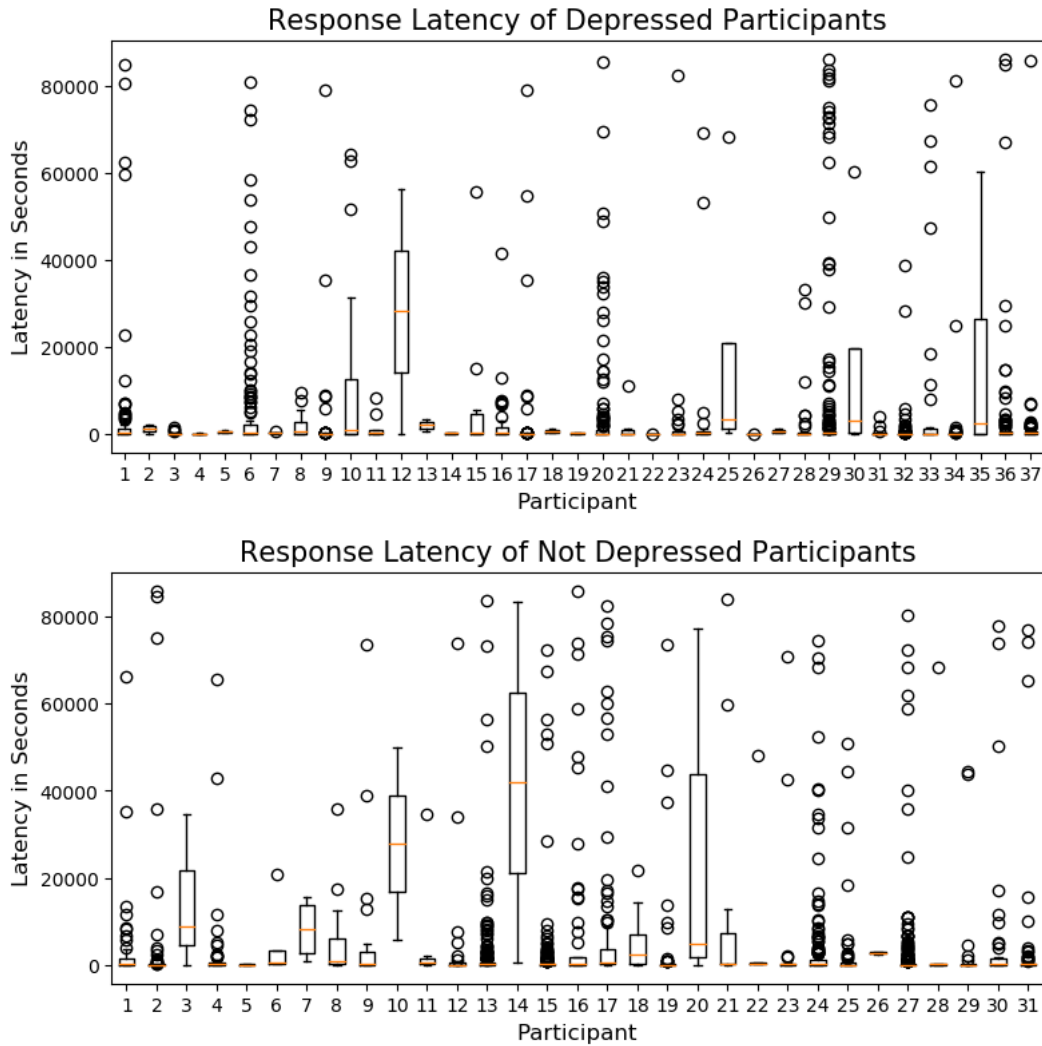 Response Latency of Depressed Participants
Latency in Seconds
80000
60000
40000
20000
0
1 2 3 4 5 6 7 8 9 10 11 12 13 14 15 16 17 18 19 20 21 22 23 24 25 26 27 28 29 30 31 32 33 34 35 36 37
Participant
Response Latency of Not Depressed Participants
Latency in Seconds
80000
60000
40000
20000
0
1 2 3 4 5 6 7 8 9 10 11 12 13 14 15 16 17 18 19 20 21 22 23 24 25 26 27 28 29 30 31
Participant